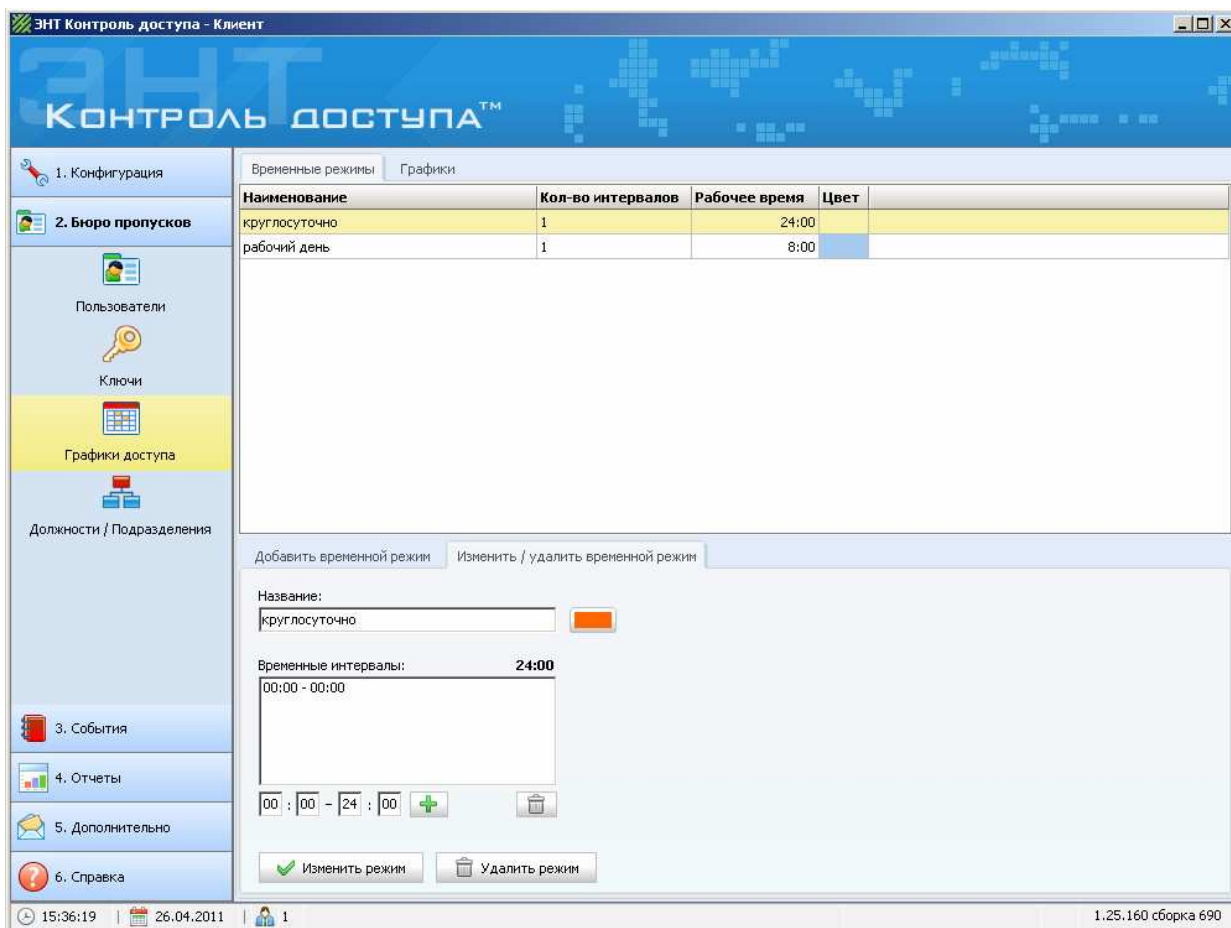 ЭНТ Контроль доступа - Клиент
ЭНТ
Контроль доступа™
1. Конфигурация
2. Бюро пропусков
Пользователи
Ключи
Графики доступа
Должности / Подразделения
3. События
4. Отчеты
5. Дополнительно
6. Справка
Временные режимы Графики
Наименование Кол-во интервалов Рабочее время Цвет
круглосуточно 1 24:00
рабочий день 1 8:00
Добавить временной режим Изменить / удалить временной режим
Название:
круглосуточно
Временные интервалы: 24:00
00:00 - 00:00
00 : 00 - 24 : 00
Изменить режим Удалить режим
15:36:19 | 26.04.2011 | 1 1.25.160 сборка 690